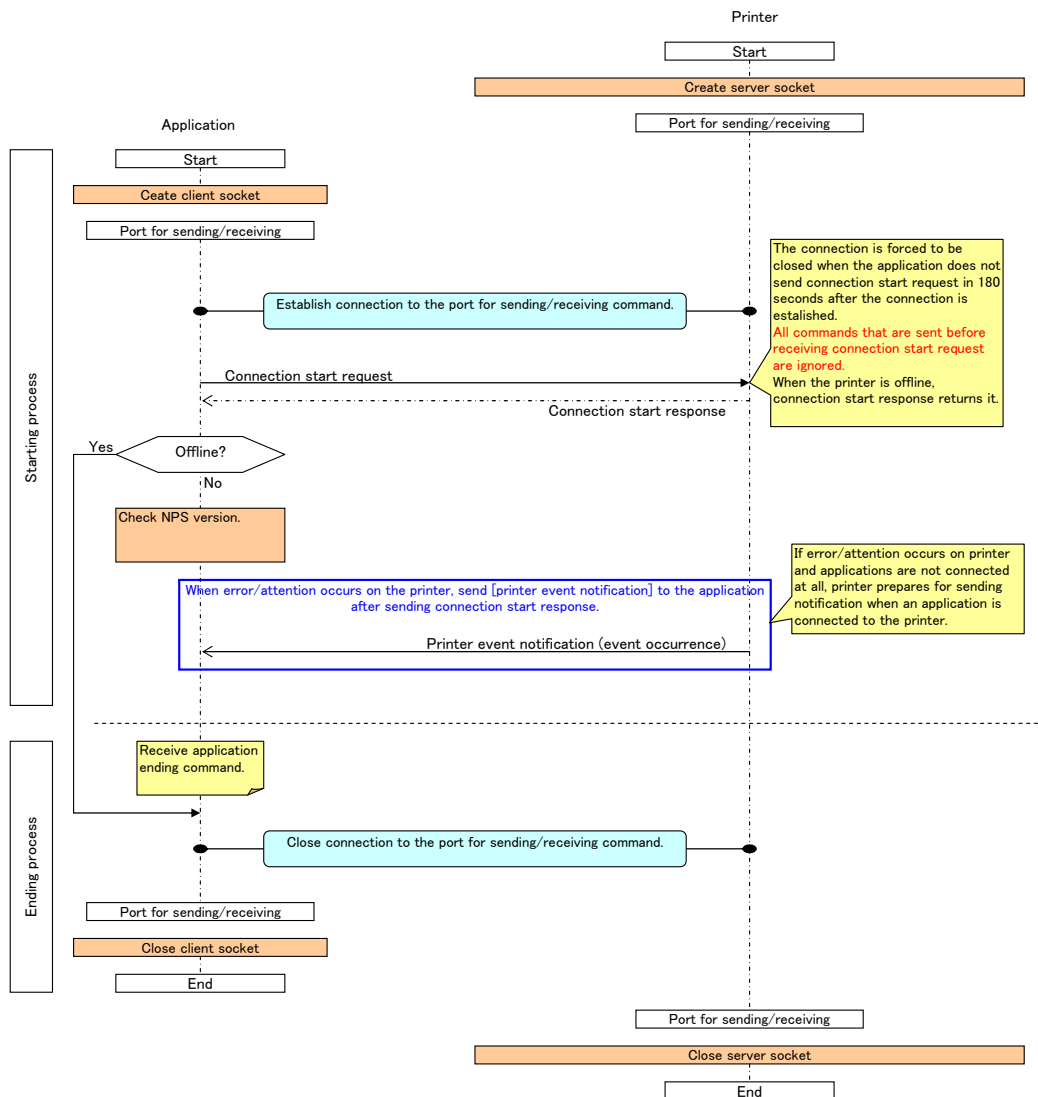 Printer
Start
Create server socket
Port for sending/receiving
Application
Start
Ceate client socket
Port for sending/receiving
Starting process
The connection is forced to be
closed when the application does not
send connection start request in 180
seconds after the connection is
estalished.
All commands that are sent before
receiving connection start request
are ignored.
When the printer is offline,
connection start response returns it.
Establish connection to the port for sending/receiving command.
Connection start request
Connection start response
Yes
Offline?
No
Check NPS version.
If error/attention occurs on printer
and applications are not connected
at all, printer prepares for sending
notification when an application is
connected to the printer.
When error/attention occurs on the printer, send [printer event notification] to the application
after sending connection start response.
Printer event notification (event occurrence)
Ending process
Receive application
ending command.
Close connection to the port for sending/receiving command.
Port for sending/receiving
Close client socket
End
Port for sending/receiving
Close server socket
End